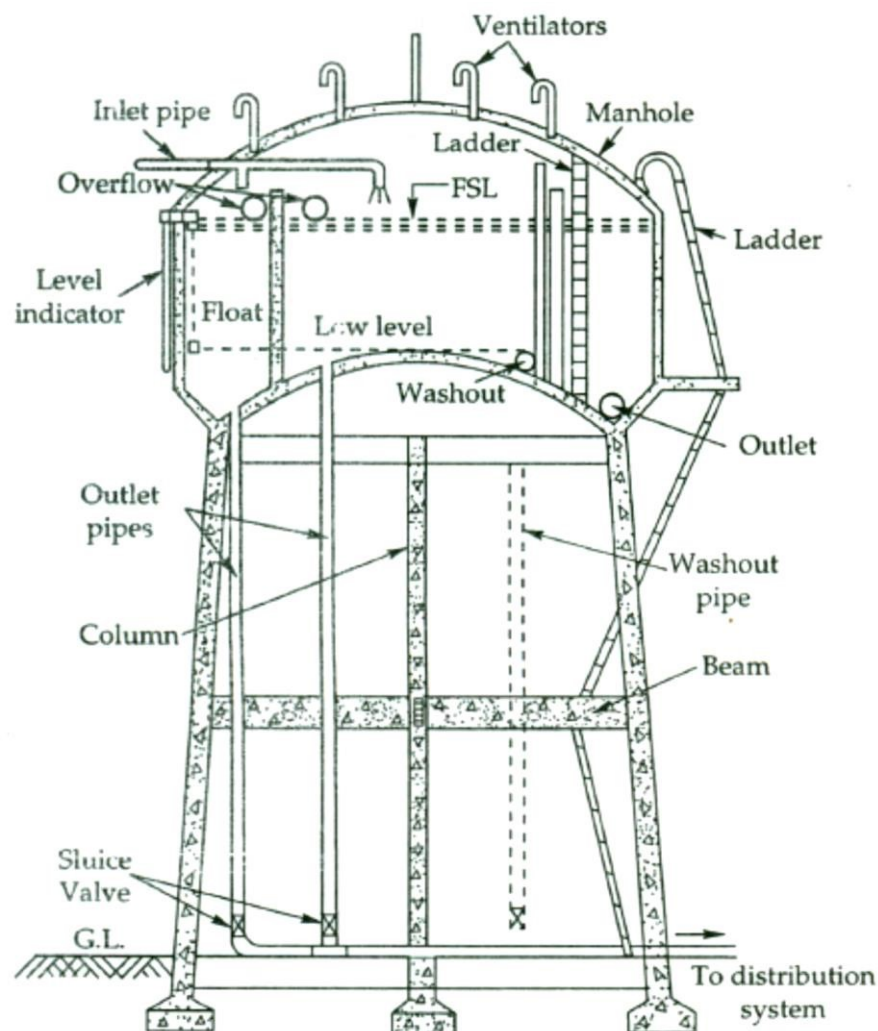 Ventilators
Inlet pipe
Manhole
Ladder
Overflow
FSL
Ladder
Level
indicator
Float
Low level
Washout
Outlet
Outlet
pipes
Washout
pipe
Column
Beam
Sluice
Valve
G.L.
To distribution
system